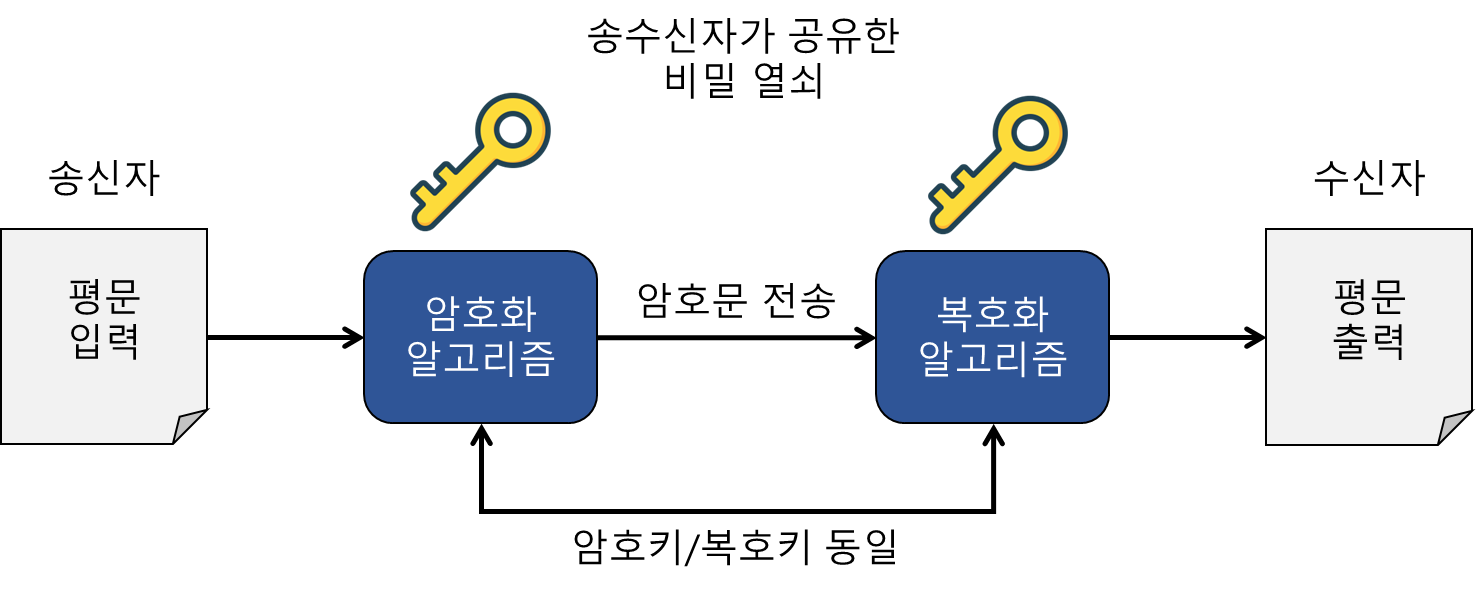 송수신자가 공유한
비밀 열쇠
송신자
수신자
평문
입력
암호화
알고리즘
암호문 전송
복호화
알고리즘
평문
출력
암호키/복호키 동일